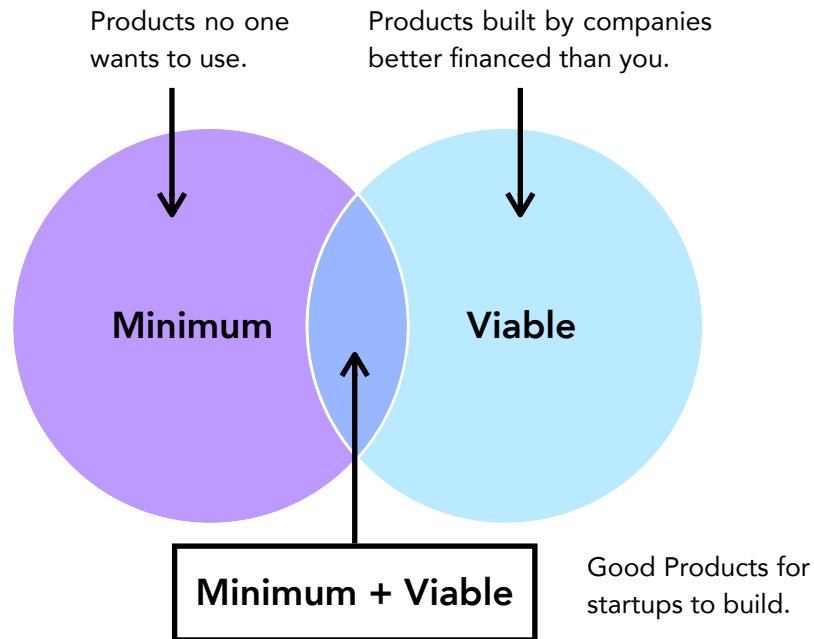 Products no one
wants to use.
Products built by companies
better financed than you.
Minimum
Viable
Minimum + Viable
Good Products for
startups to build.